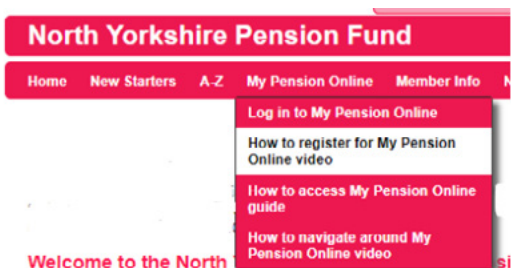 North Yorkshire Pension Fund
Home New Starters A-Z My Pension Online Member Info
Log in to My Pension Online
How to register for My Pension
Online video
How to access My Pension Online
guide
How to navigate around My
Pension Online video
Welcome to the North